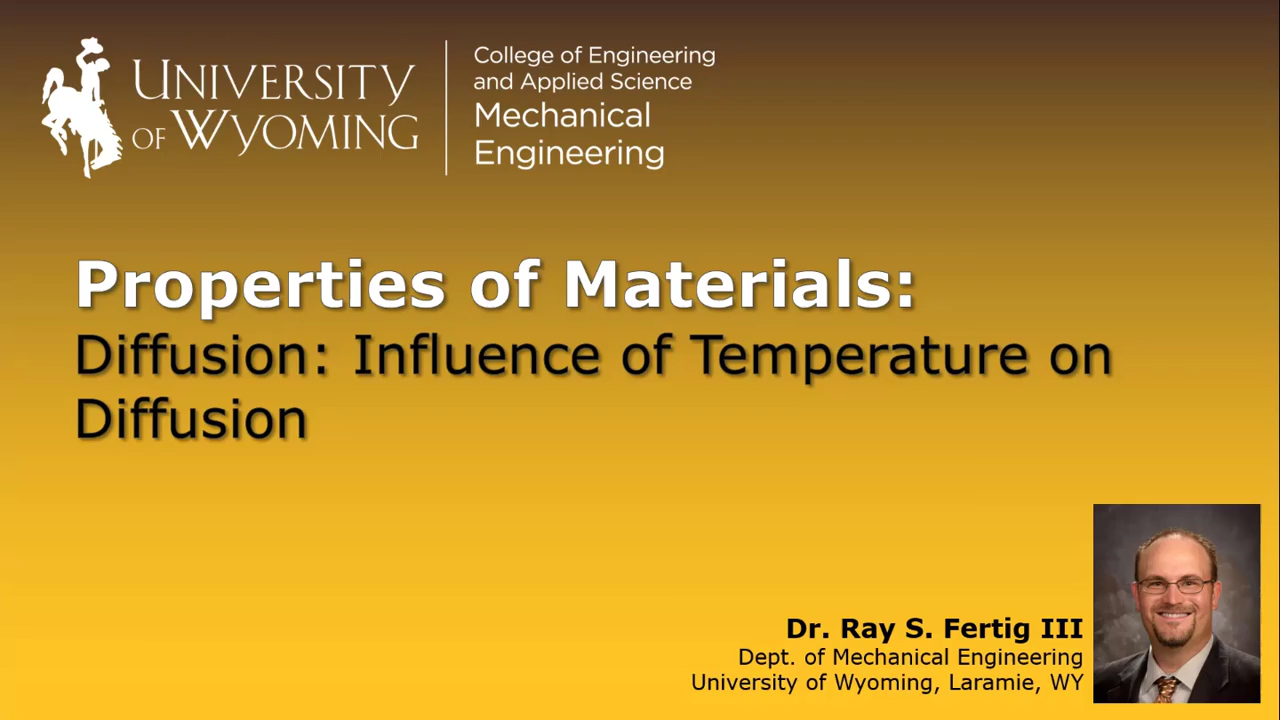 UNIVERSITY
OF WYOMING
College of Engineering
and Applied Science
Mechanical
Engineering
Properties of Materials:
Diffusion: Influence of Temperature on
Diffusion
Dr. Ray S. Fertig III
Dept. of Mechanical Engineering
University of Wyoming, Laramie, WY